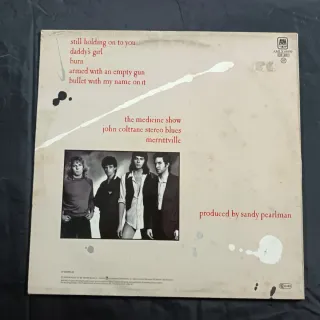 still holding on to you
daddy's girl
burn
armed with an empty gun
bullet with my name on it
the medicine show
john coltrane stereo blues
merrittville
produced by sandy pearlman
A&M